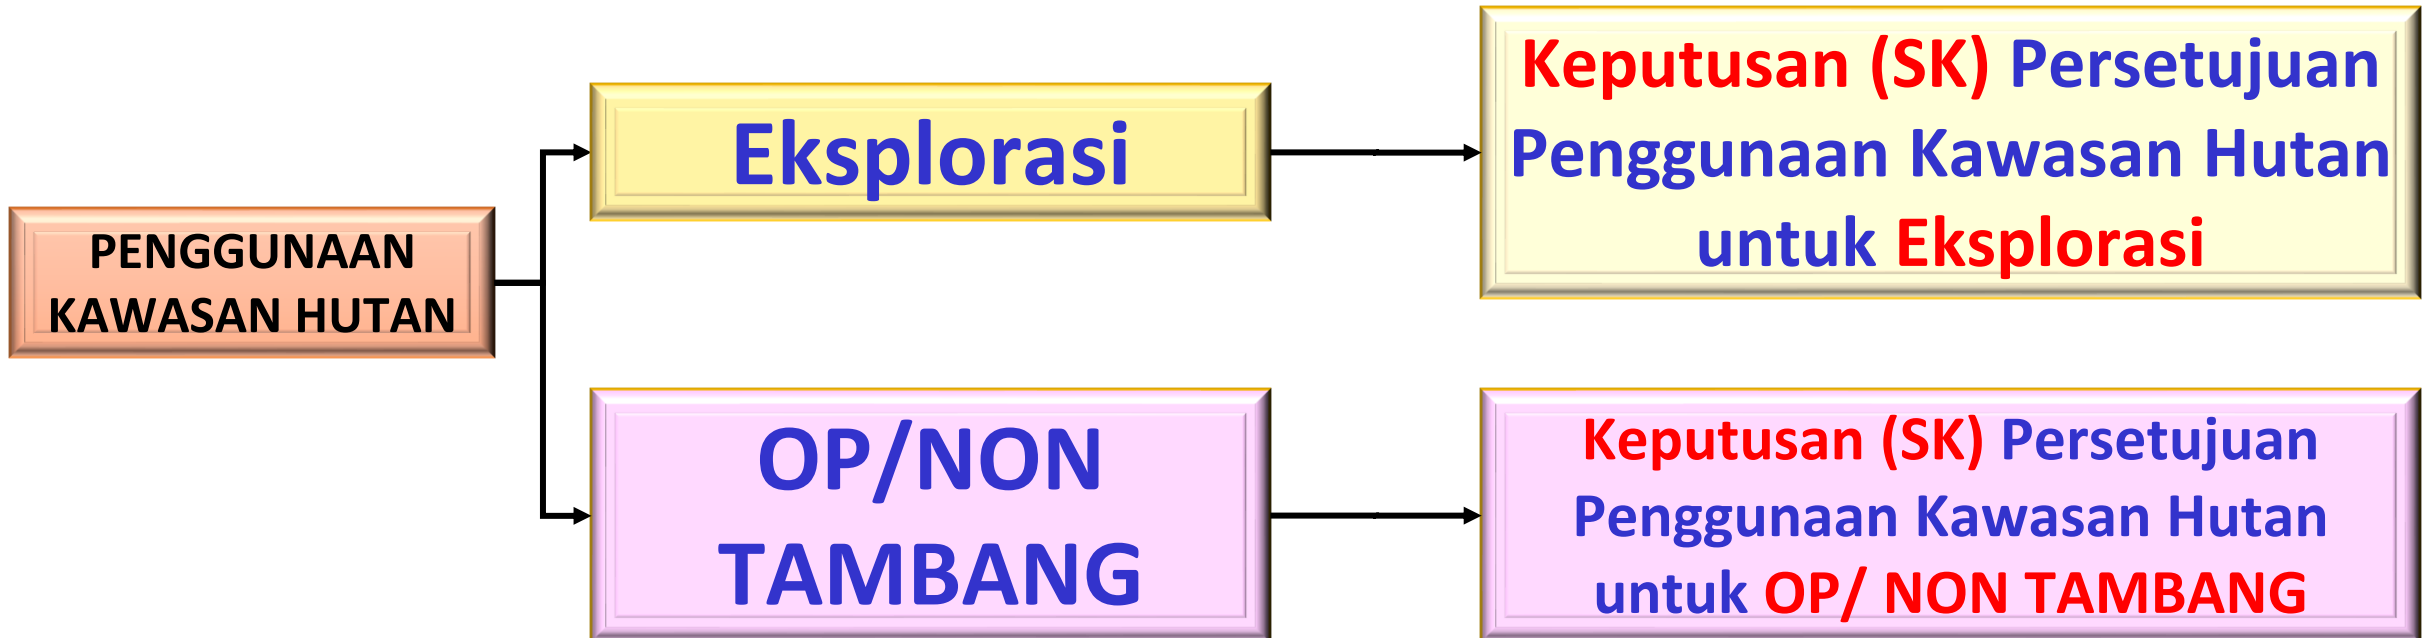 PENGGUNAAN
KAWASAN HUTAN
Eksplorasi
Keputusan (SK) Persetujuan
Penggunaan Kawasan Hutan
untuk Eksplorasi
OP/NON
TAMBANG
Keputusan (SK) Persetujuan
Penggunaan Kawasan Hutan
untuk OP/ NON TAMBANG